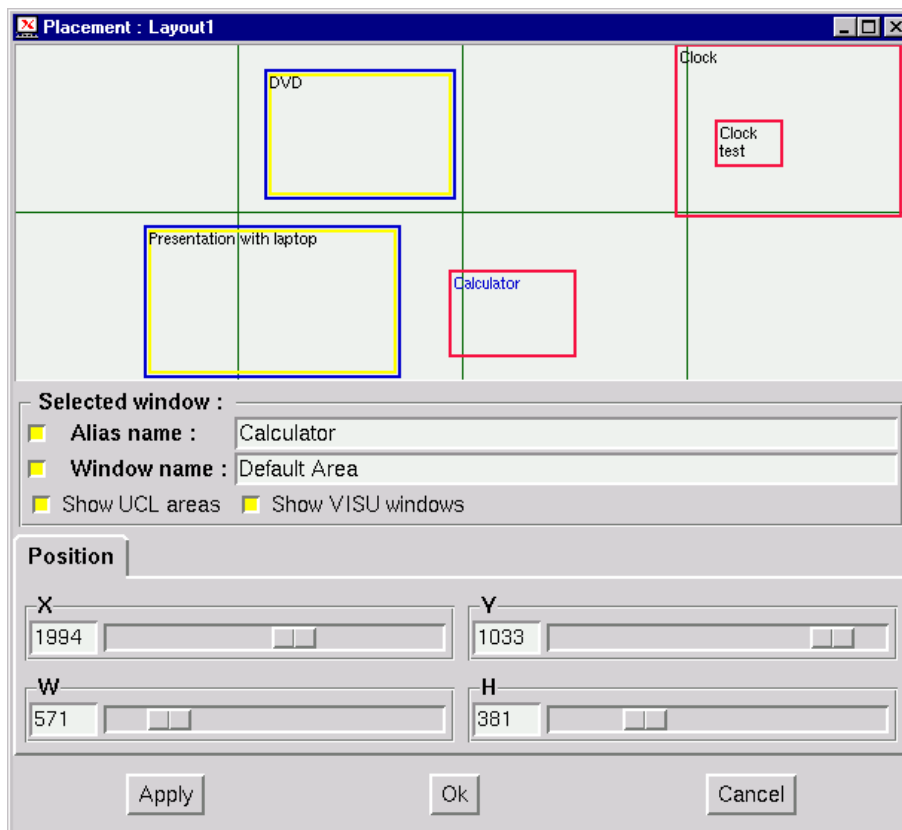 Placement : Layout1
DVD
Clock
Clock
test
Presentation with laptop
Calculator
Selected window :
Alias name : Calculator
Window name : Default Area
Show UCL areas Show VISU windows
Position
X Y
1994 1033
W H
571 381
Apply Ok Cancel